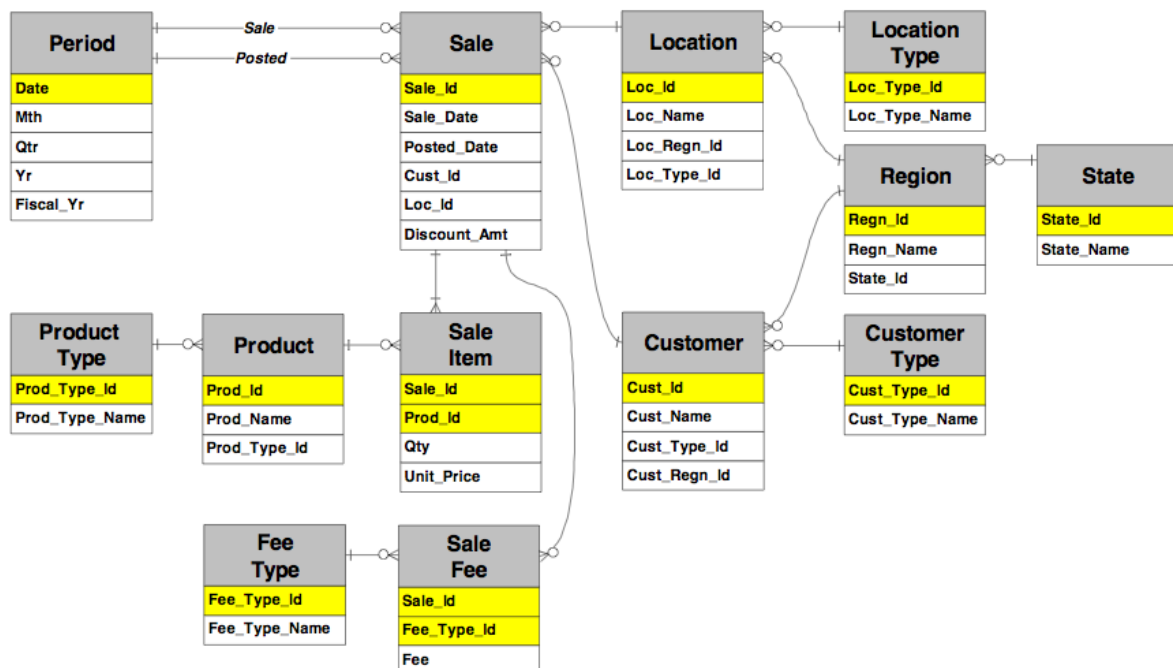 Period
Date
Mth
Qtr
Yr
Fiscal_Yr
Sale
Posted
Sale
Sale_Id
Sale_Date
Posted_Date
Cust_Id
Loc_Id
Discount_Amt
Location
Loc_Id
Loc_Name
Loc_Regn_Id
Loc_Type_Id
Location
Type
Loc_Type_Id
Loc_Type_Name
Region
Regn_Id
Regn_Name
State_Id
State
State_Id
State_Name
Product
Type
Prod_Type_Id
Prod_Type_Name
Product
Prod_Id
Prod_Name
Prod_Type_Id
Sale
Item
Sale_Id
Prod_Id
Qty
Unit_Price
Customer
Cust_Id
Cust_Name
Cust_Type_Id
Cust_Regn_Id
Customer
Type
Cust_Type_Id
Cust_Type_Name
Fee
Type
Fee_Type_Id
Fee_Type_Name
Sale
Fee
Sale_Id
Fee_Type_Id
Fee